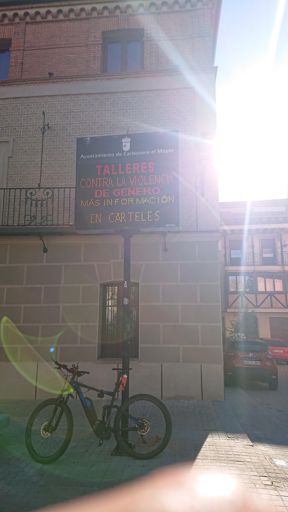 Ayuntamiento de Carbonero el Mayor
TALLERES
CONTRA LA VIOLENCIA
DE GENERO
MÁS INFORMACIÓN
EN CARTELES